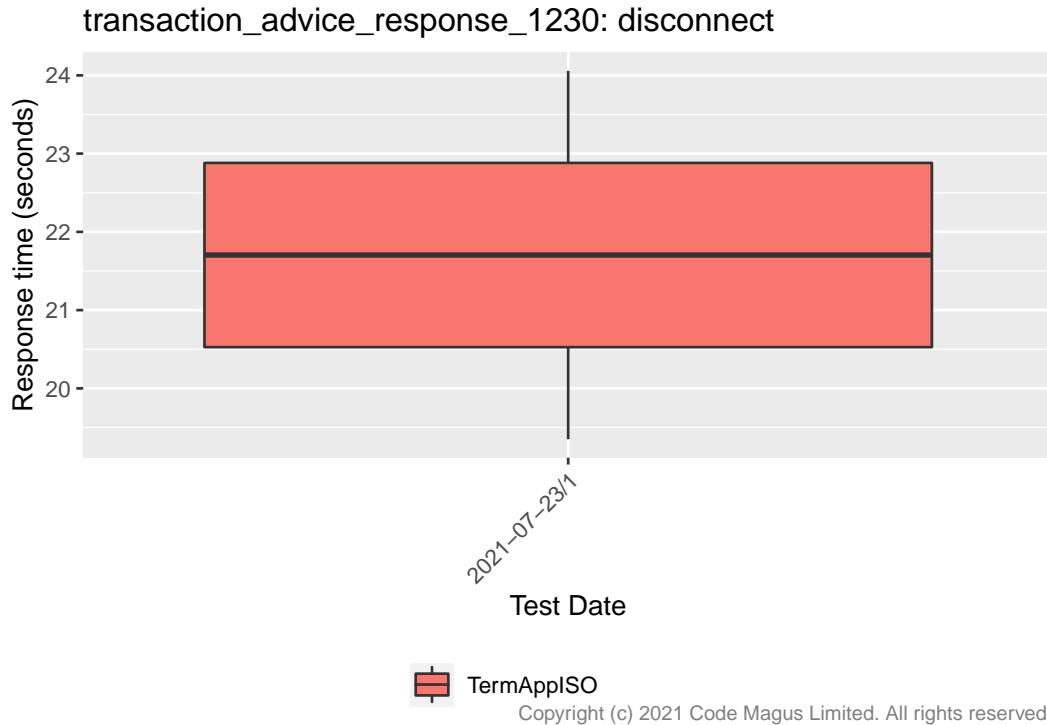 transaction_advice_response_1230: disconnect
Response time (seconds)
24
23
22
21
20
2021−07−23/1
Test Date
TermAppISO
Copyright (c) 2021 Code Magus Limited. All rights reserved